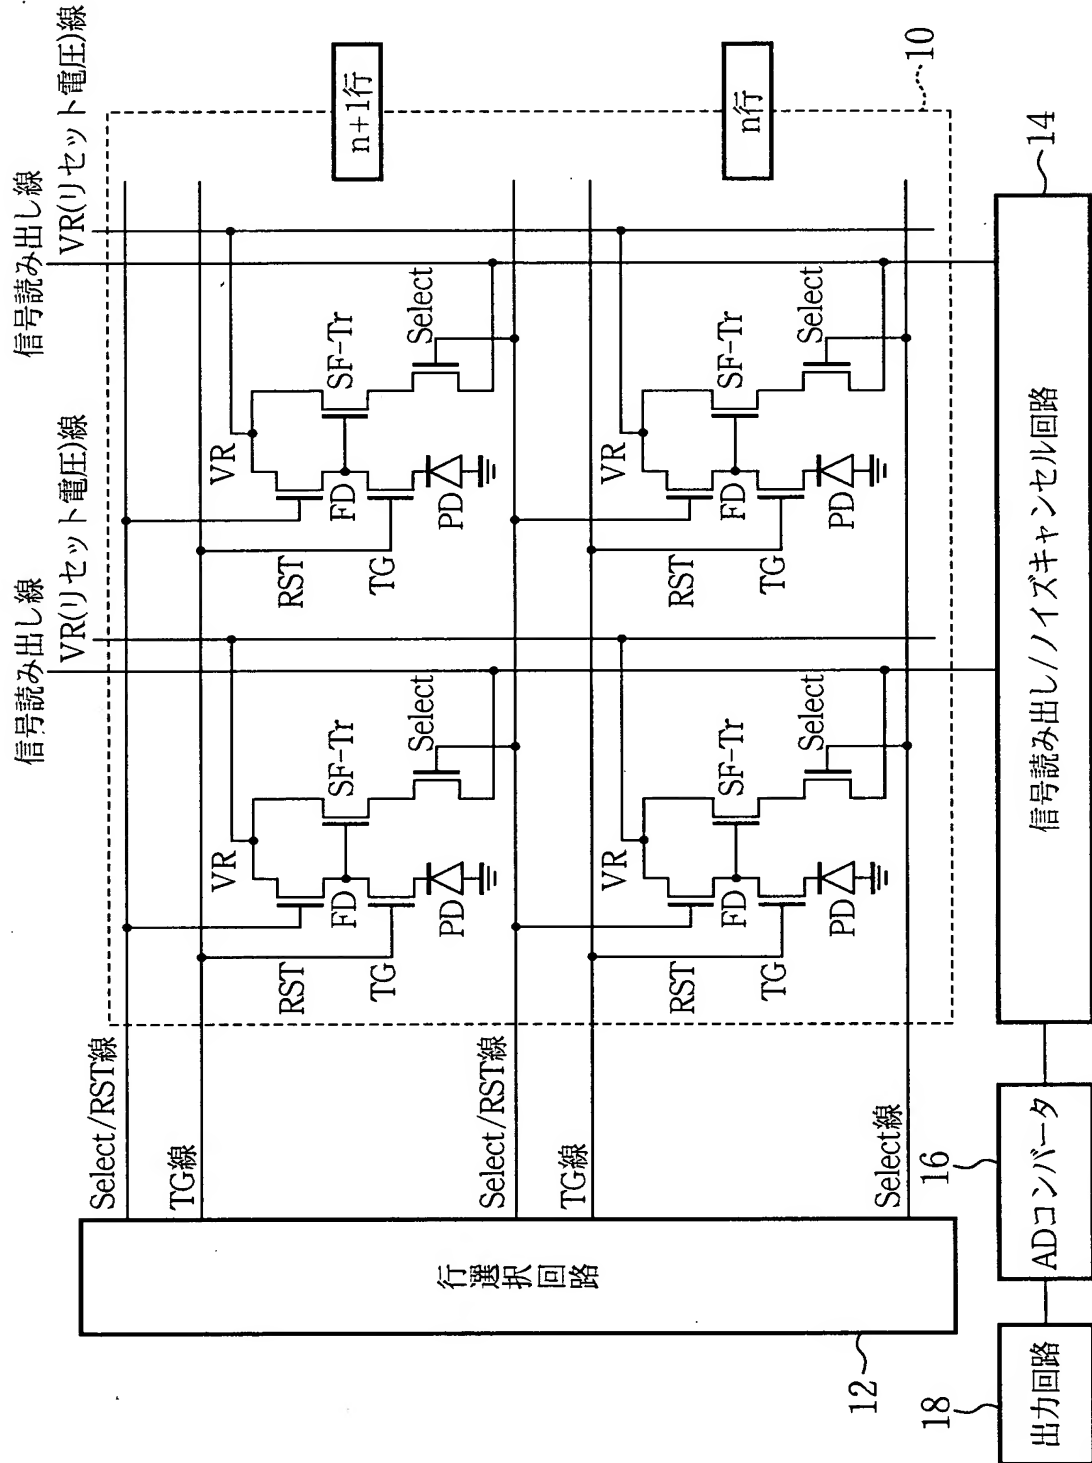 信号読み出し線
VR(リセット電圧)線
信号読み出し線
VR(リセット電圧)線
Select/RST線
TG線
VR
RST
FD
SF-Tr
TG
PD
Select
VR
RST
FD
SF-Tr
TG
PD
Select
n+1行
Select/RST線
TG線
VR
RST
FD
SF-Tr
TG
PD
Select
VR
RST
FD
SF-Tr
TG
PD
Select
n行
Select線
10
行選択回路
12
信号読み出し/ノイズキャンセル回路
14
ADコンバータ
16
出力回路
18